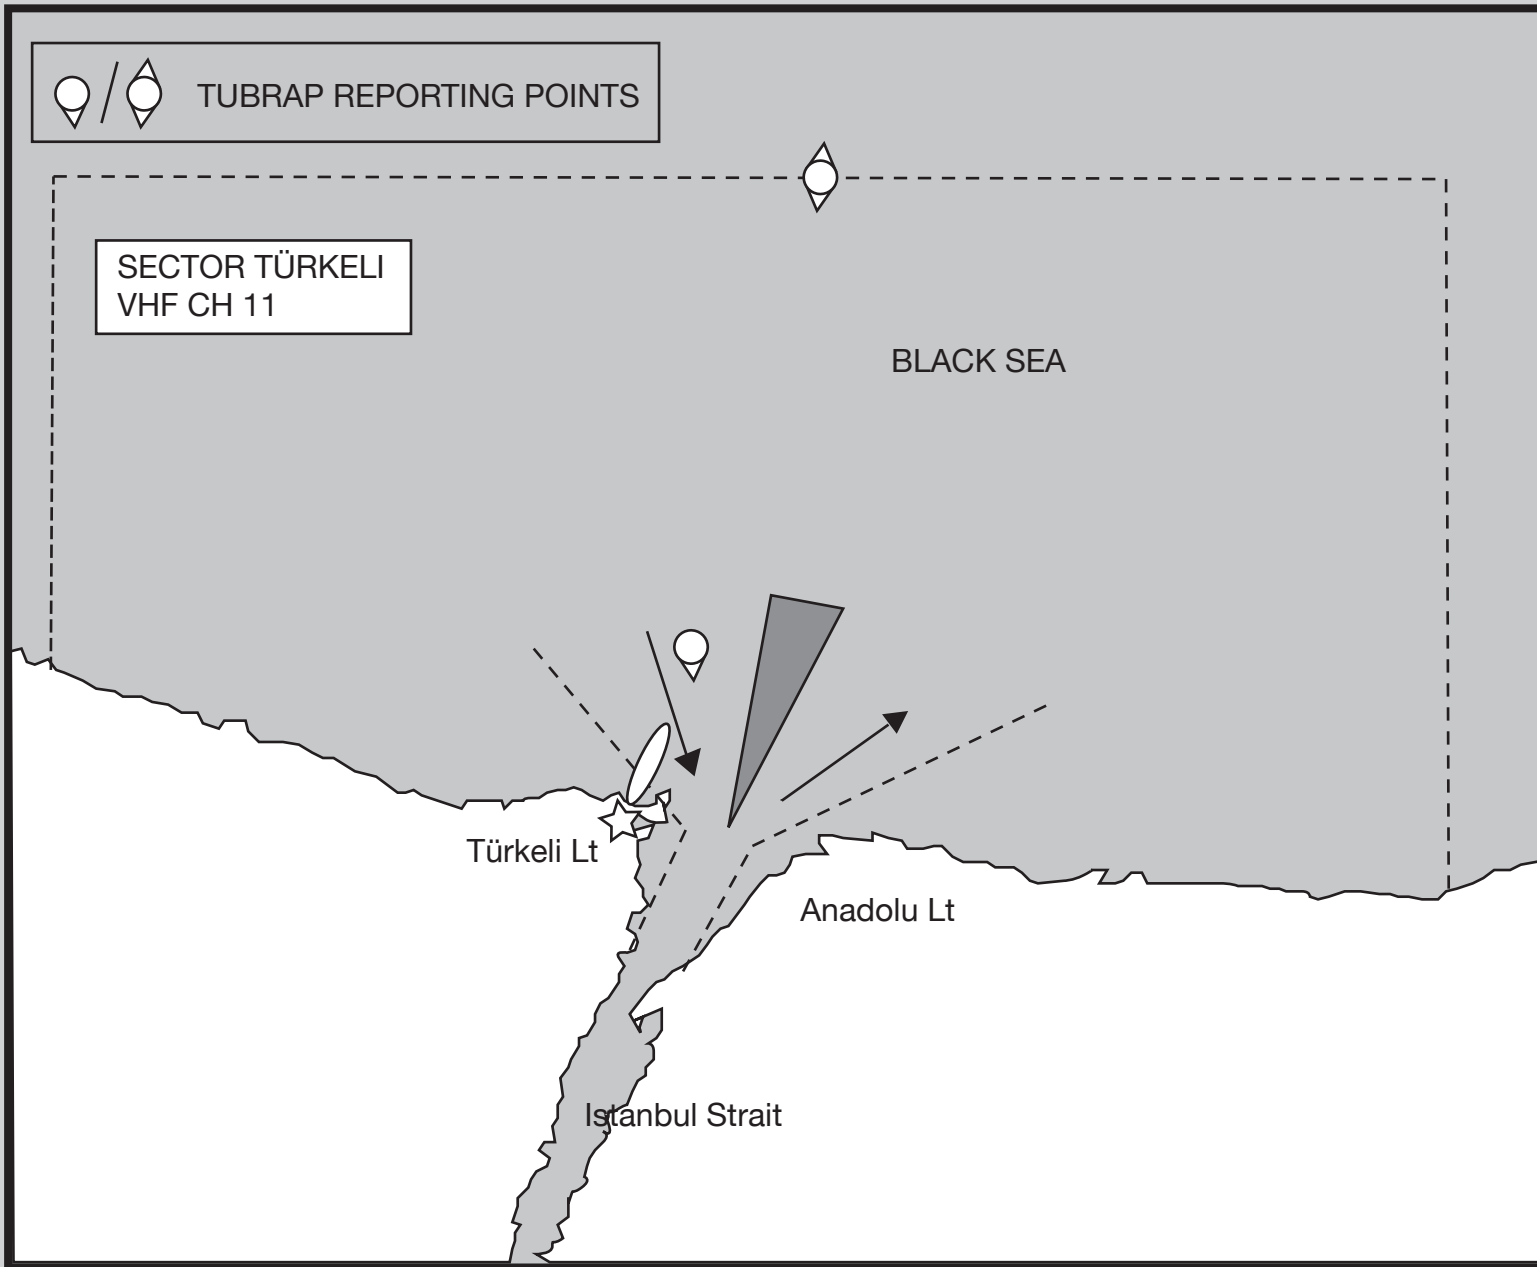 TUBRAP REPORTING POINTS
SECTOR TÜRKELI
VHF CH 11
BLACK SEA
Türkeli Lt
Anadolu Lt
Istanbul Strait